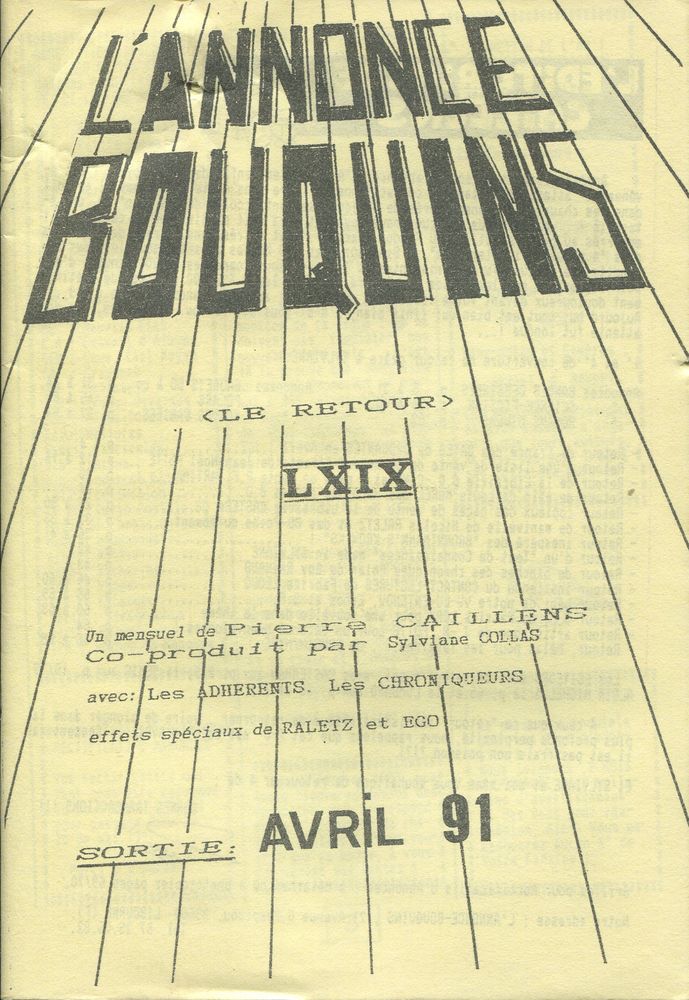 L'ANNONCE
BOUQUINS
<LE RETOUR>
LXIX
Un mensuel de Pierre CAILLENS
Co-produit par Sylviane COLLAS
avec: Les ADHERENTS. Les CHRONIQUEURS
effets spéciaux de RALETZ et EGO
SORTIE: AVRIL 91